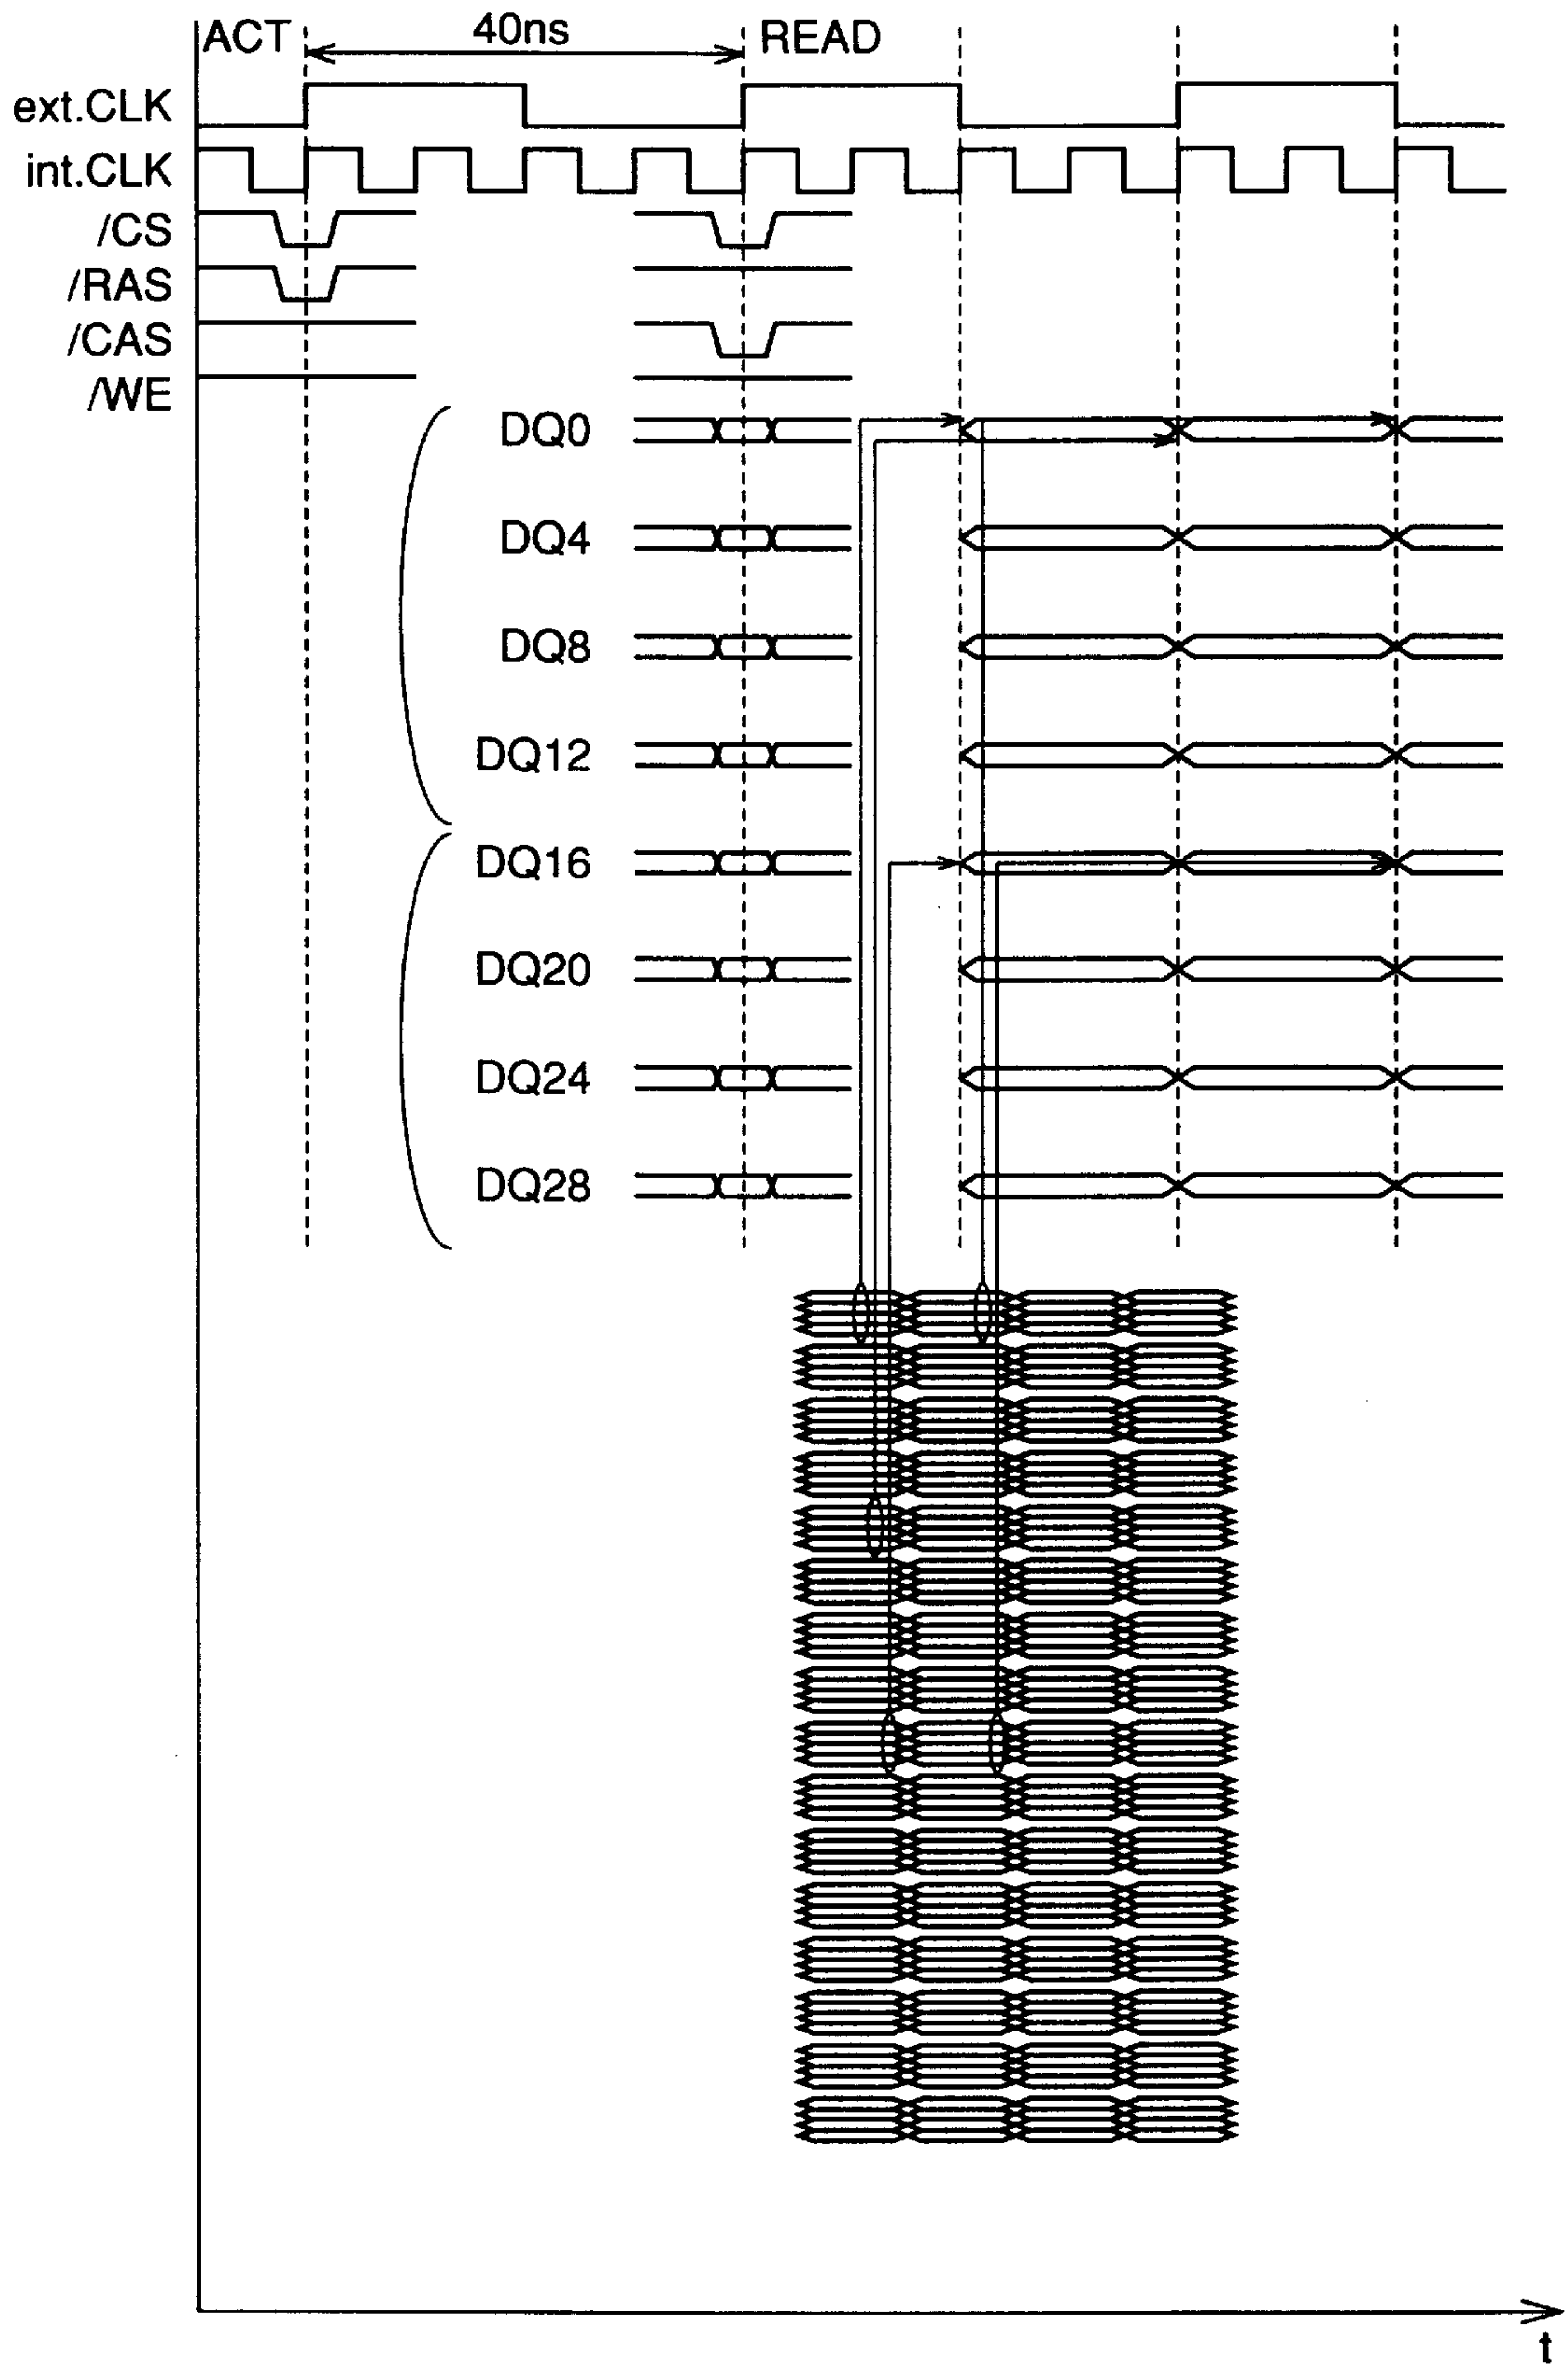 ACT 40ns READ
ext.CLK
int.CLK
/CS
/RAS
/CAS
/WE
DQ0
DQ4
DQ8
DQ12
DQ16
DQ20
DQ24
DQ28
t